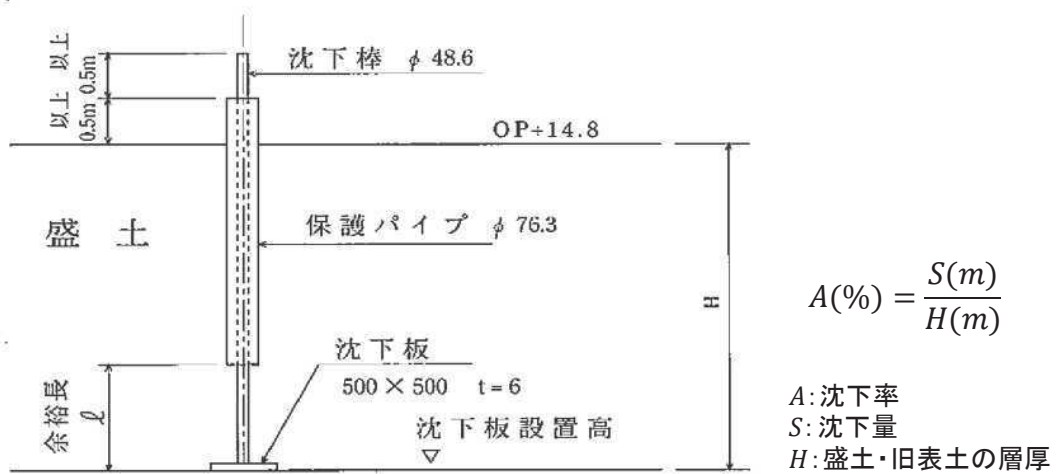 以上 0.5m
以上 0.5m
沈下棒 φ 48.6
OP+14.8
盛 土
保護パイプ φ 76.3
H
沈下板
500 × 500 t = 6
余裕長 ℓ
沈下板設置高
▽
A(%) = S(m) / H(m)
A:沈下率
S:沈下量
H:盛土・旧表土の層厚